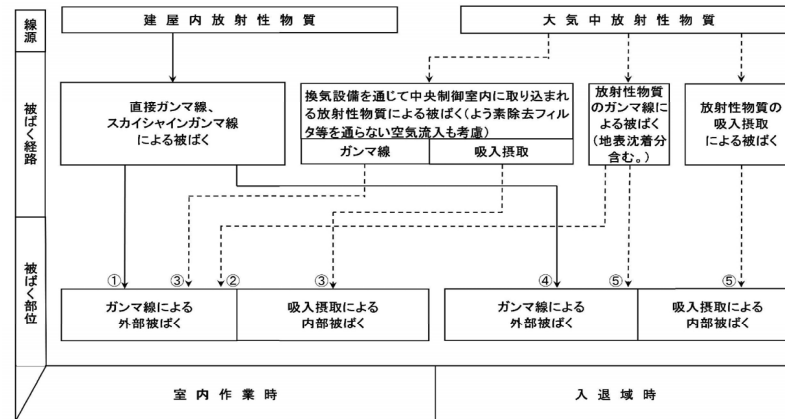 線源
建屋内放射性物質
大気中放射性物質
被ばく経路
直接ガンマ線、
スカイシャインガンマ線
による被ばく
換気設備を通じて中央制御室内に取り込まれ
る放射性物質による被ばく(よう素除去フィル
タ等を通らない空気流入も考慮)
ガンマ線
吸入摂取
放射性物質
のガンマ線に
よる被ばく
(地表沈着分
含む。)
放射性物質の
吸入摂取
による被ばく
被ばく部位
①
③
②
③
④
⑤
⑤
ガンマ線による
外部被ばく
吸入摂取による
内部被ばく
ガンマ線による
外部被ばく
吸入摂取による
内部被ばく
室内作業時
入退域時